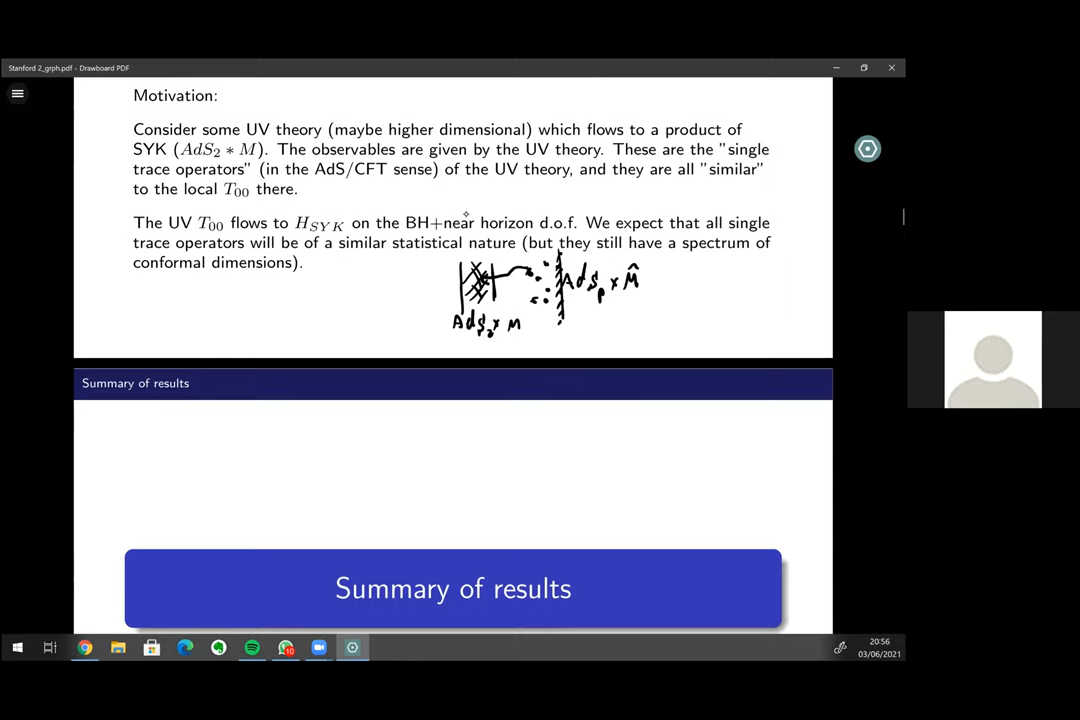 Stanford 2_grph.pdf - Drawboard PDF
Motivation:
Consider some UV theory (maybe higher dimensional) which flows to a product of
SYK (AdS₂ * M). The observables are given by the UV theory. These are the "single
trace operators" (in the AdS/CFT sense) of the UV theory, and they are all "similar"
to the local T₀₀ there.
The UV T₀₀ flows to H_SYK on the BH+near horizon d.o.f. We expect that all single
trace operators will be of a similar statistical nature (but they still have a spectrum of
conformal dimensions).
AdSₚ × M̂
AdS₂ × M
Summary of results
Summary of results
10
20:56
03/06/2021